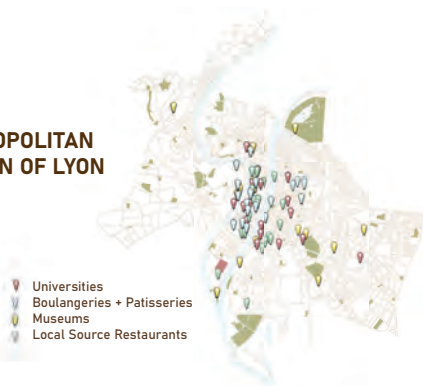 OPOLITAN
N OF LYON
Universities
Boulangeries + Patisseries
Museums
Local Source Restaurants